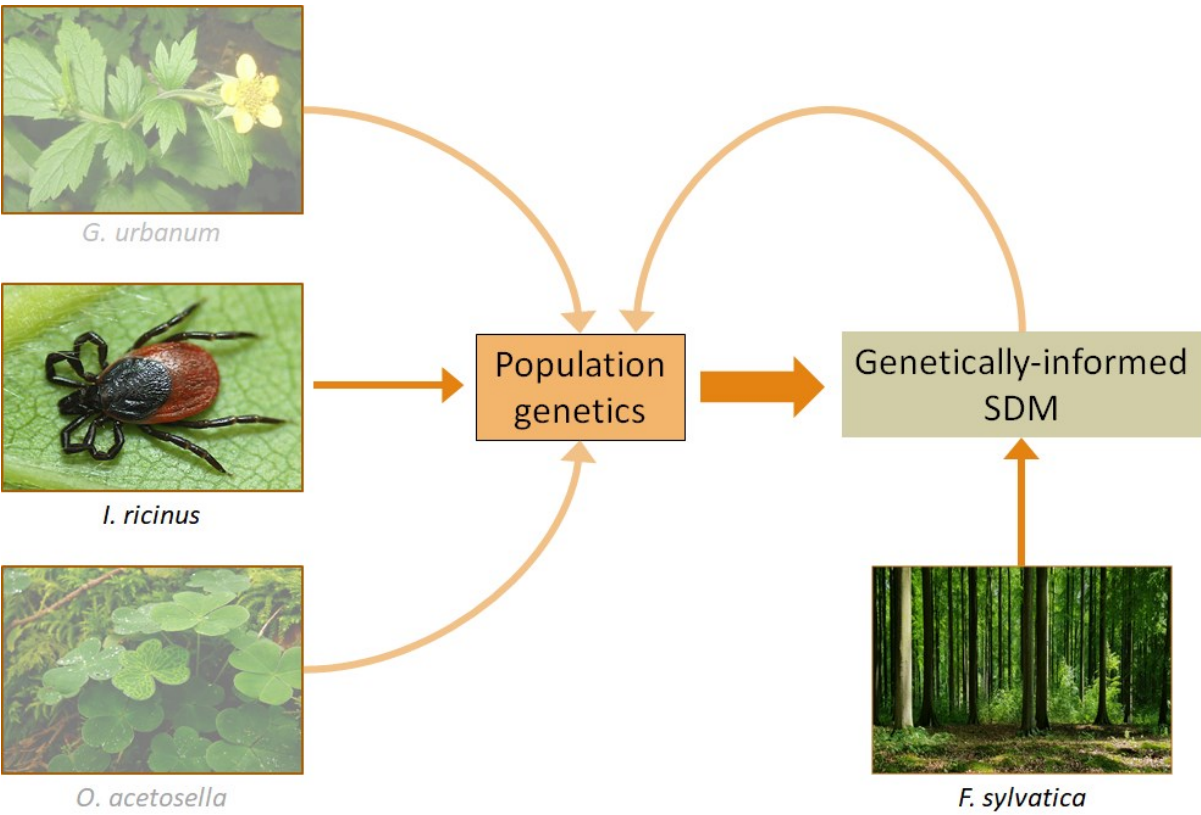 G. urbanum
I. ricinus
O. acetosella
Population
genetics
Genetically-informed
SDM
F. sylvatica